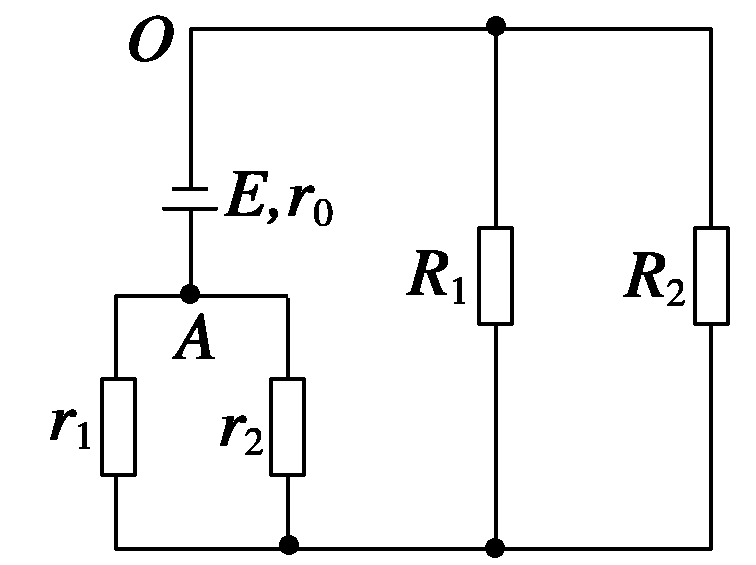 O
E,r₀
R₁
R₂
A
r₁
r₂